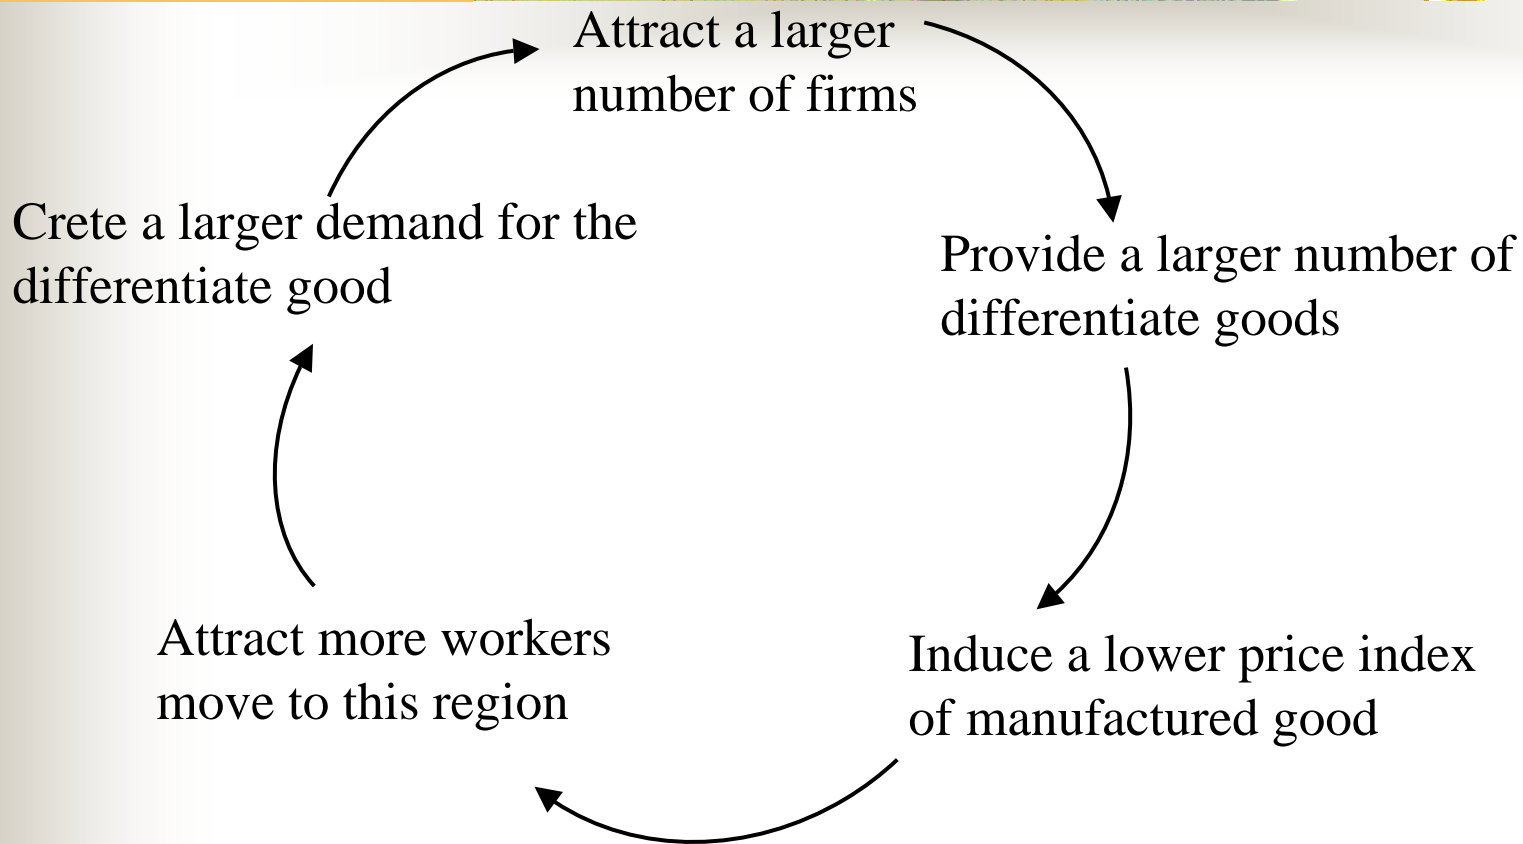 Attract a larger
number of firms
Crete a larger demand for the
differentiate good
Provide a larger number of
differentiate goods
Attract more workers
move to this region
Induce a lower price index
of manufactured good